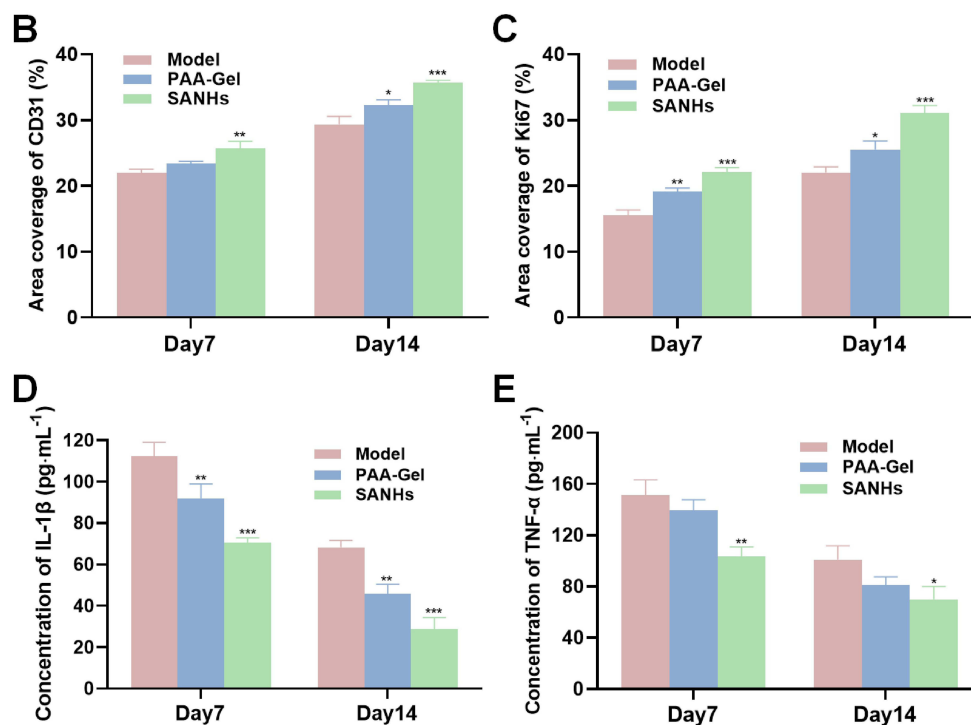 B
Area coverage of CD31 (%)
40
30
20
10
0
Model
PAA-Gel
SANHs
**
*
***
Day7
Day14
C
Area coverage of Ki67 (%)
40
30
20
10
0
Model
PAA-Gel
SANHs
**
***
*
***
Day7
Day14
D
Concentration of IL-1β (pg·mL⁻¹)
120
100
80
60
40
20
0
Model
PAA-Gel
SANHs
**
***
**
***
Day7
Day14
E
Concentration of TNF-α (pg·mL⁻¹)
200
160
120
80
40
0
Model
PAA-Gel
SANHs
**
*
Day7
Day14